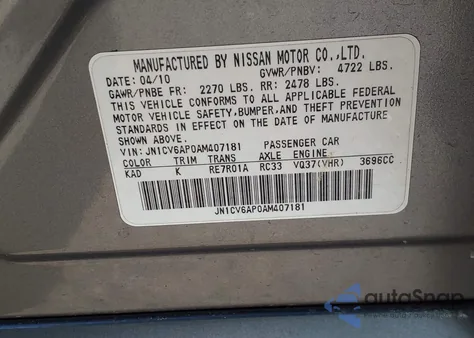 MANUFACTURED BY NISSAN MOTOR CO.,LTD.
DATE: 04/10 GVWR/PNBV: 4722 LBS.
GAWR/PNBE FR: 2270 LBS. RR: 2478 LBS.
THIS VEHICLE CONFORMS TO ALL APPLICABLE FEDERAL
MOTOR VEHICLE SAFETY,BUMPER,AND THEFT PREVENTION
STANDARDS IN EFFECT ON THE DATE OF MANUFACTURE
SHOWN ABOVE.
VIN: JN1CV6AP0AM407181 PASSENGER CAR
COLOR TRIM TRANS AXLE ENGINE
KAD K RE7R01A RC33 VQ37(VHR) 3696CC
JN1CV6AP0AM407181
autoSnap